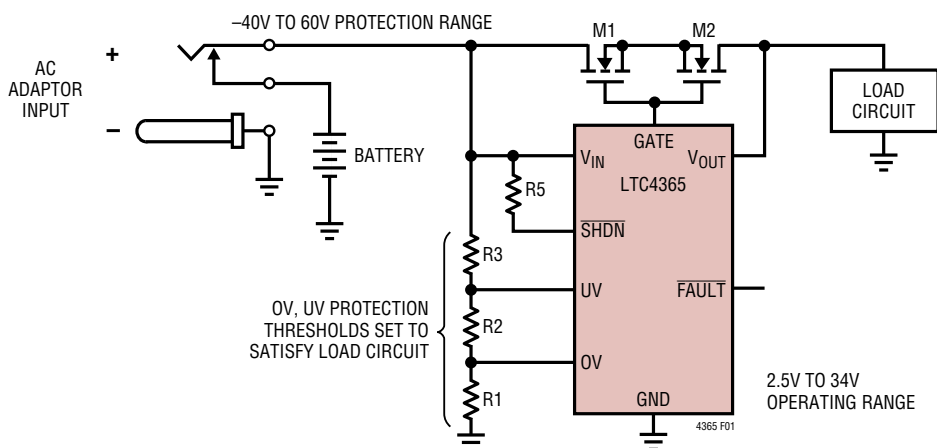 –40V TO 60V PROTECTION RANGE
M1
M2
+
AC
ADAPTOR
INPUT
–
BATTERY
LOAD
CIRCUIT
GATE
VIN
VOUT
LTC4365
R5
SHDN
R3
UV
FAULT
OV, UV PROTECTION
THRESHOLDS SET TO
SATISFY LOAD CIRCUIT
R2
OV
R1
GND
2.5V TO 34V
OPERATING RANGE
4365 F01